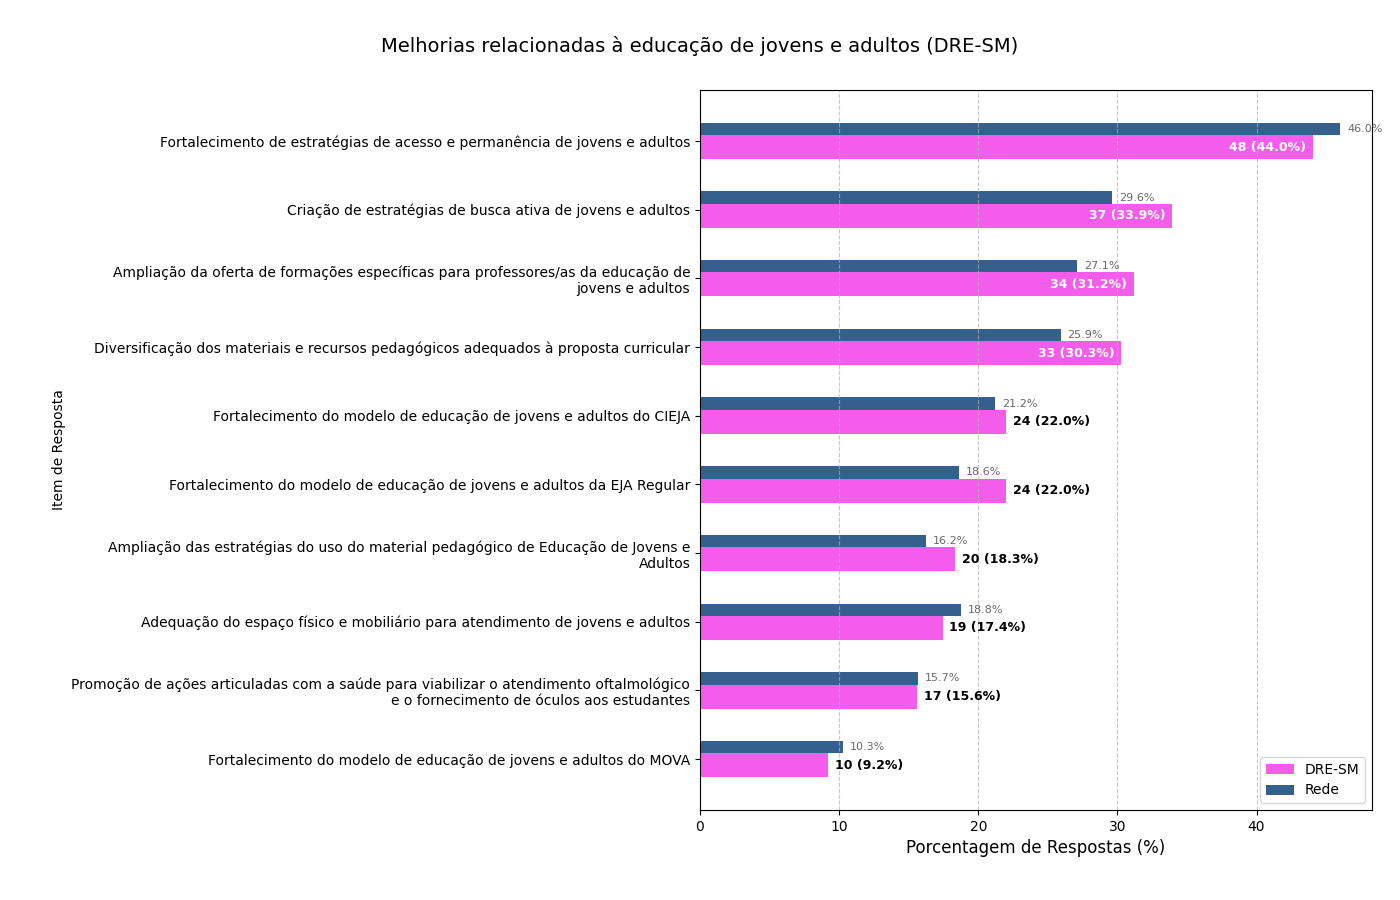 Melhorias relacionadas à educação de jovens e adultos (DRE-SM)
Item de Resposta
Fortalecimento de estratégias de acesso e permanência de jovens e adultos
46.0%
48 (44.0%)
Criação de estratégias de busca ativa de jovens e adultos
29.6%
37 (33.9%)
Ampliação da oferta de formações específicas para professores/as da educação de
jovens e adultos
27.1%
34 (31.2%)
Diversificação dos materiais e recursos pedagógicos adequados à proposta curricular
25.9%
33 (30.3%)
Fortalecimento do modelo de educação de jovens e adultos do CIEJA
21.2%
24 (22.0%)
Fortalecimento do modelo de educação de jovens e adultos da EJA Regular
18.6%
24 (22.0%)
Ampliação das estratégias do uso do material pedagógico de Educação de Jovens e
Adultos
16.2%
20 (18.3%)
Adequação do espaço físico e mobiliário para atendimento de jovens e adultos
18.8%
19 (17.4%)
Promoção de ações articuladas com a saúde para viabilizar o atendimento oftalmológico
e o fornecimento de óculos aos estudantes
15.7%
17 (15.6%)
Fortalecimento do modelo de educação de jovens e adultos do MOVA
10.3%
10 (9.2%)
DRE-SM
Rede
0 10 20 30 40
Porcentagem de Respostas (%)